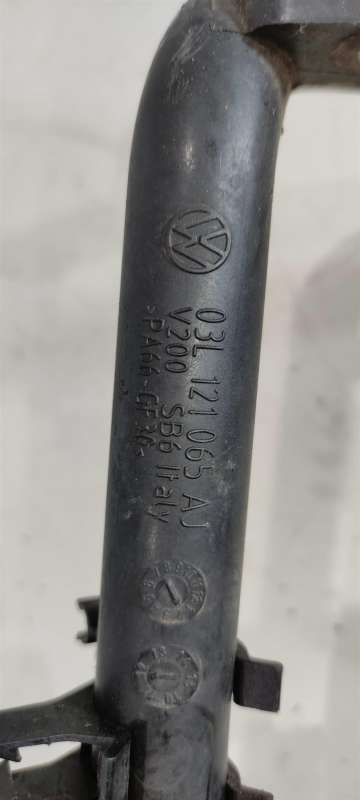 03L 121 065 AJ
V200 SB6 Italy
>PA66-GF30<